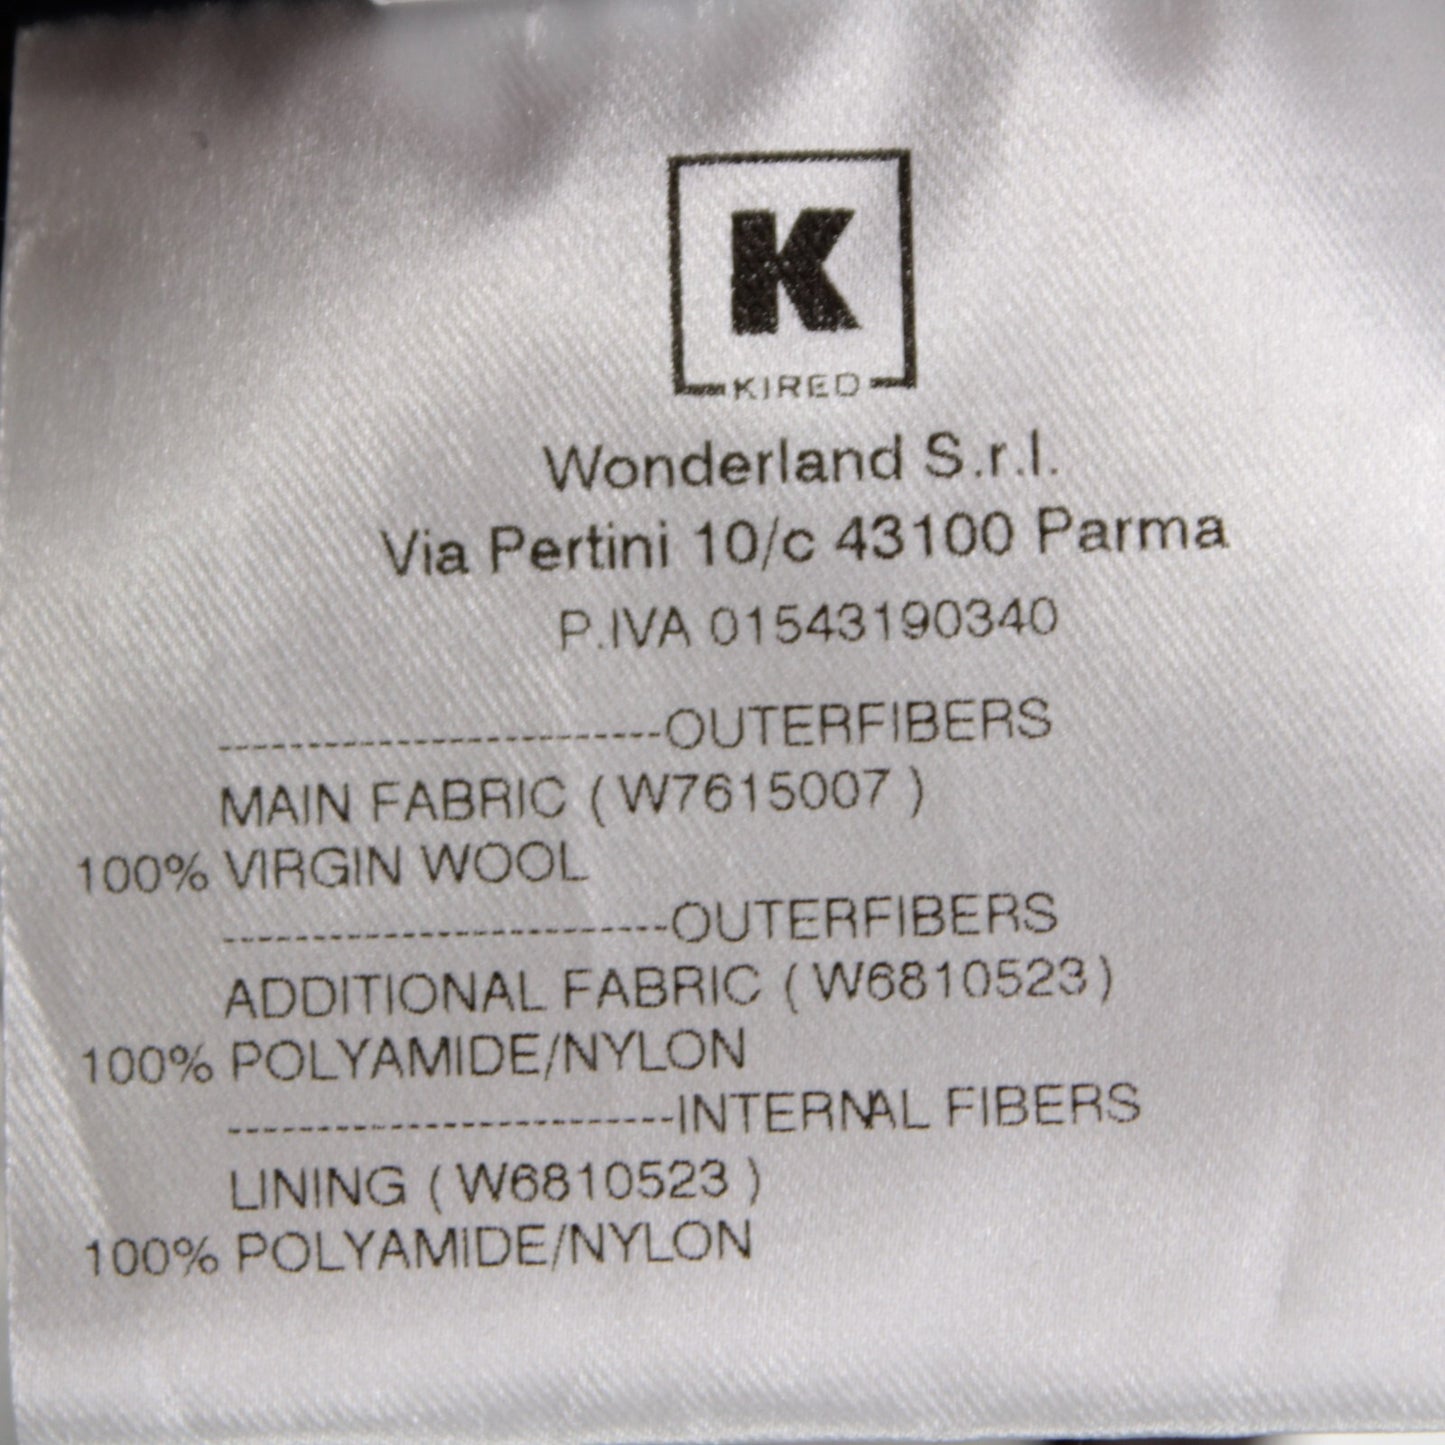 K
KIRED
Wonderland S.r.l.
Via Pertini 10/c 43100 Parma
P.IVA 01543190340
-------------------------OUTERFIBERS
MAIN FABRIC ( W7615007 )
100% VIRGIN WOOL
-------------------------OUTERFIBERS
ADDITIONAL FABRIC ( W6810523 )
100% POLYAMIDE/NYLON
-------------------------INTERNAL FIBERS
LINING ( W6810523 )
100% POLYAMIDE/NYLON